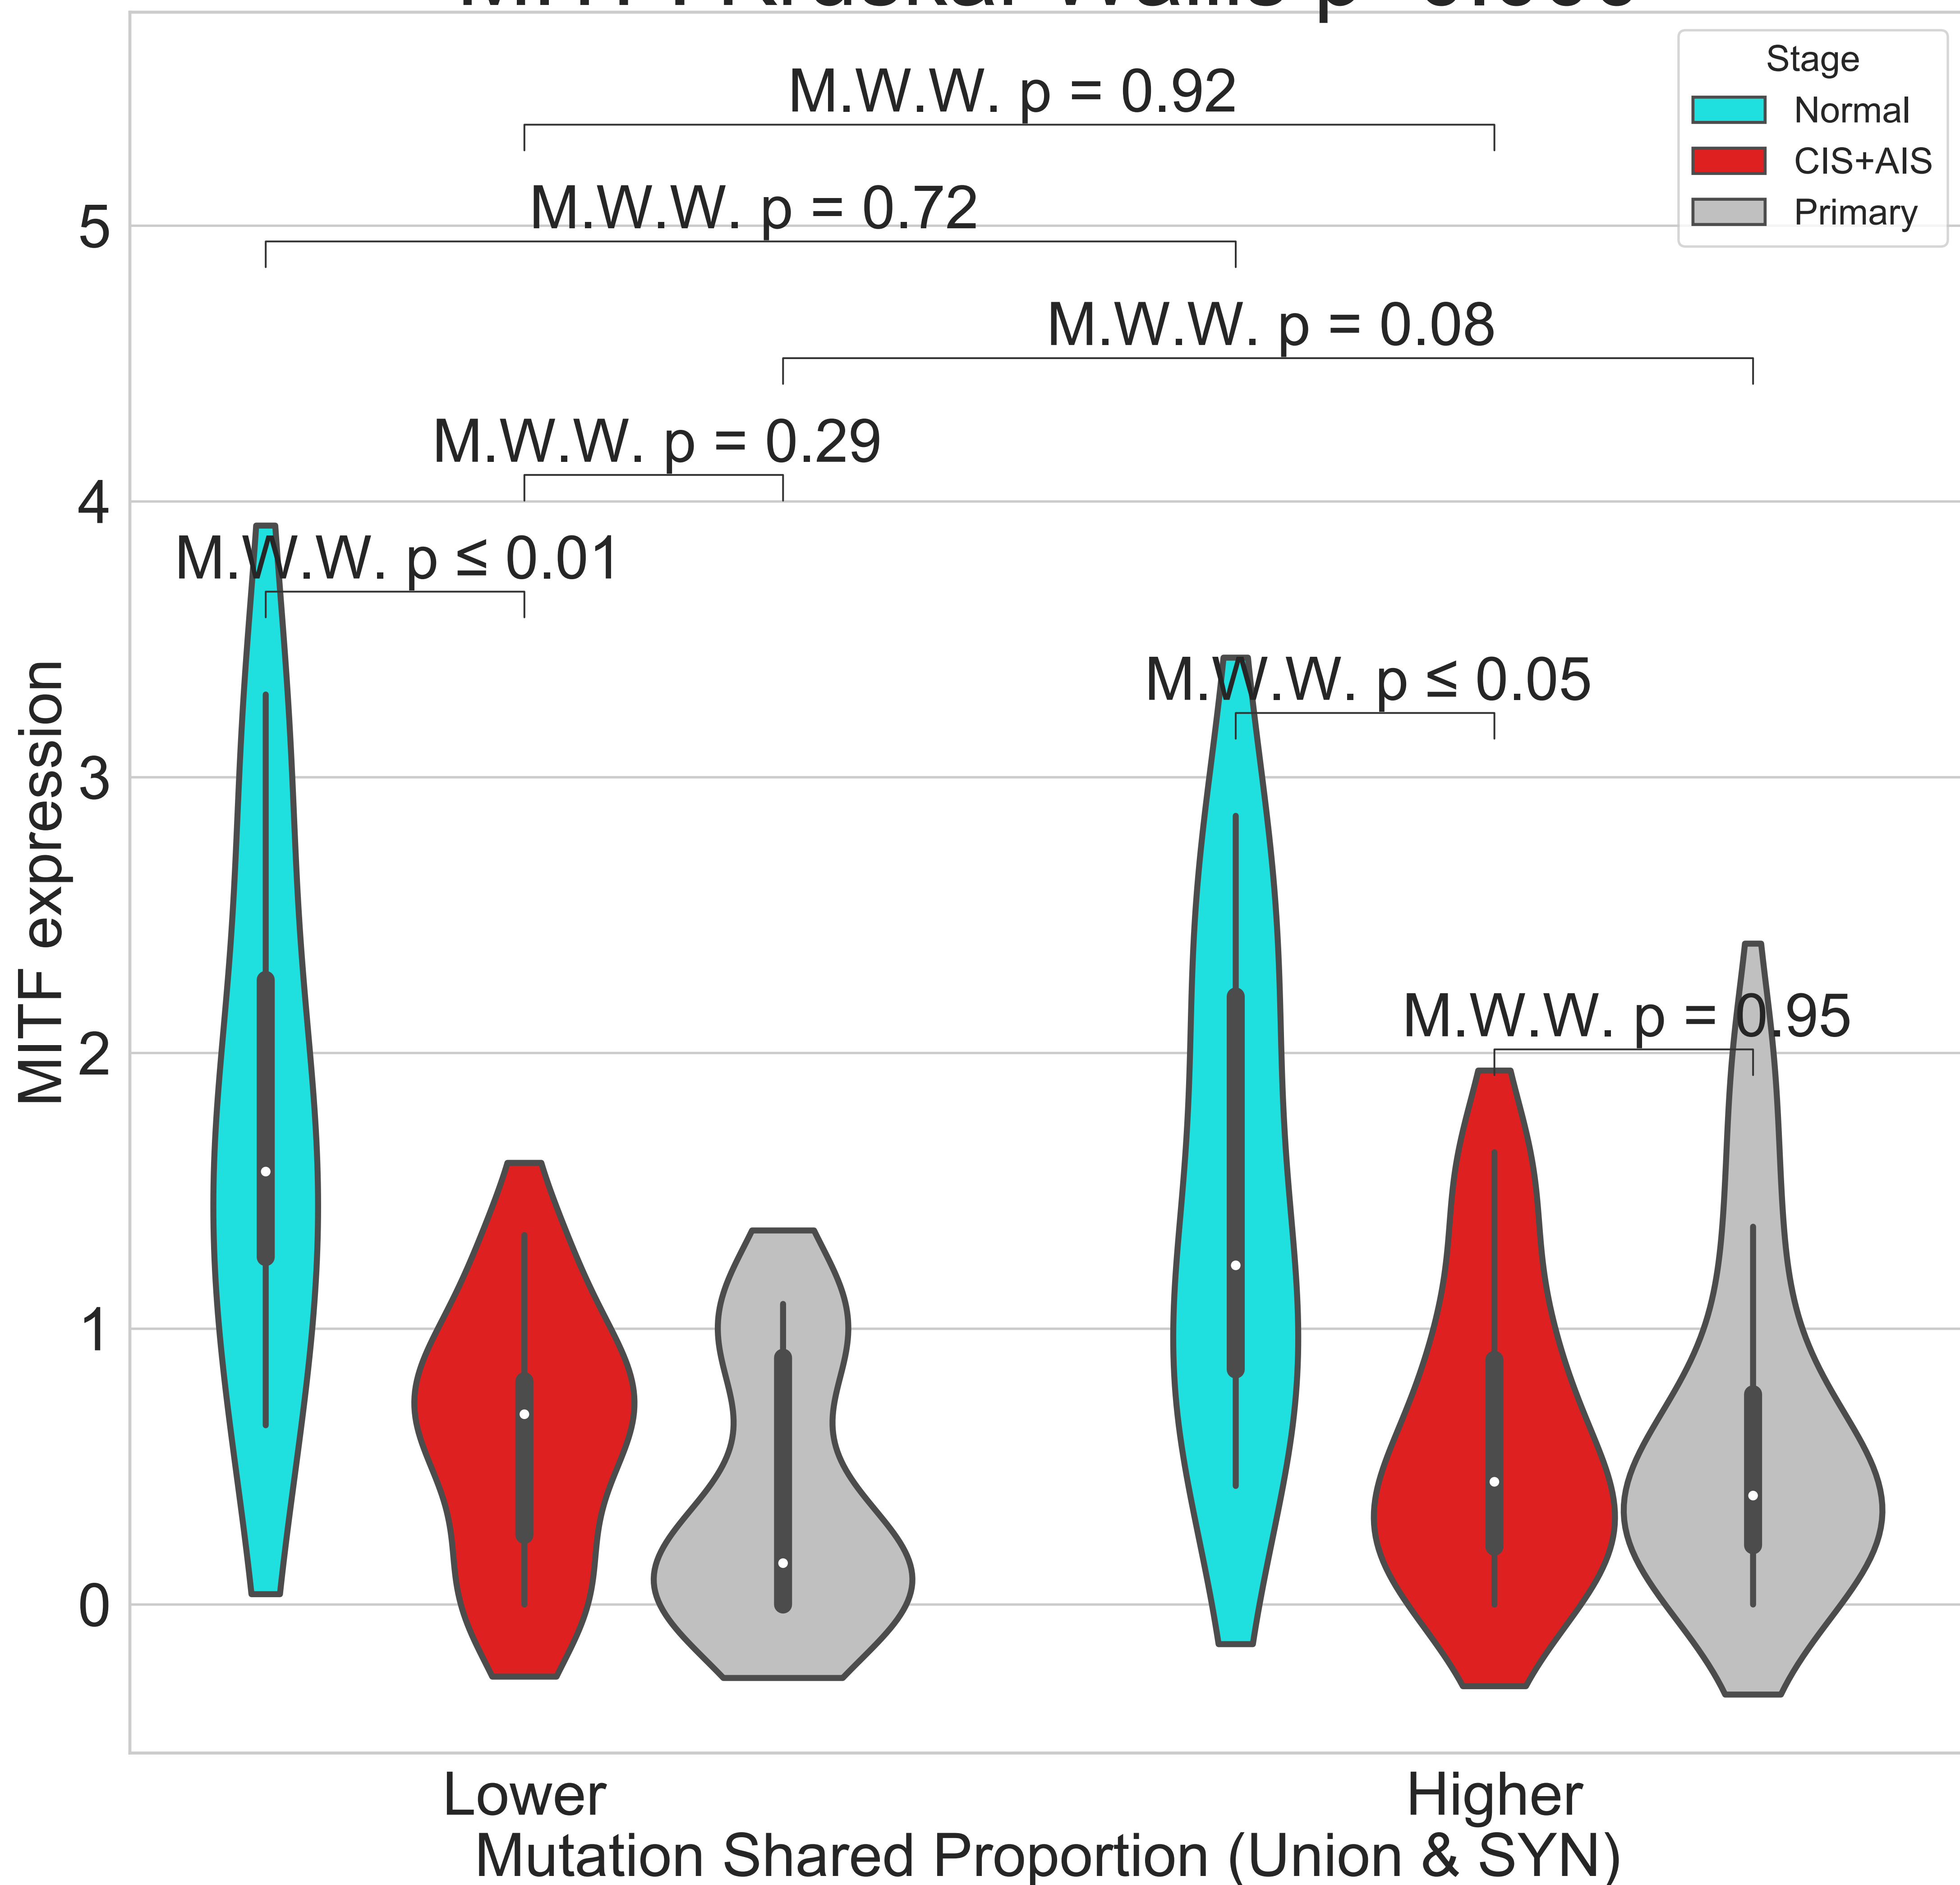 Stage
Normal
CIS+AIS
Primary
M.W.W. p = 0.92
M.W.W. p = 0.72
M.W.W. p = 0.08
M.W.W. p = 0.29
M.W.W. p ≤ 0.01
M.W.W. p ≤ 0.05
M.W.W. p = 0.95
MITF expression
5
4
3
2
1
0
Lower
Higher
Mutation Shared Proportion (Union & SYN)